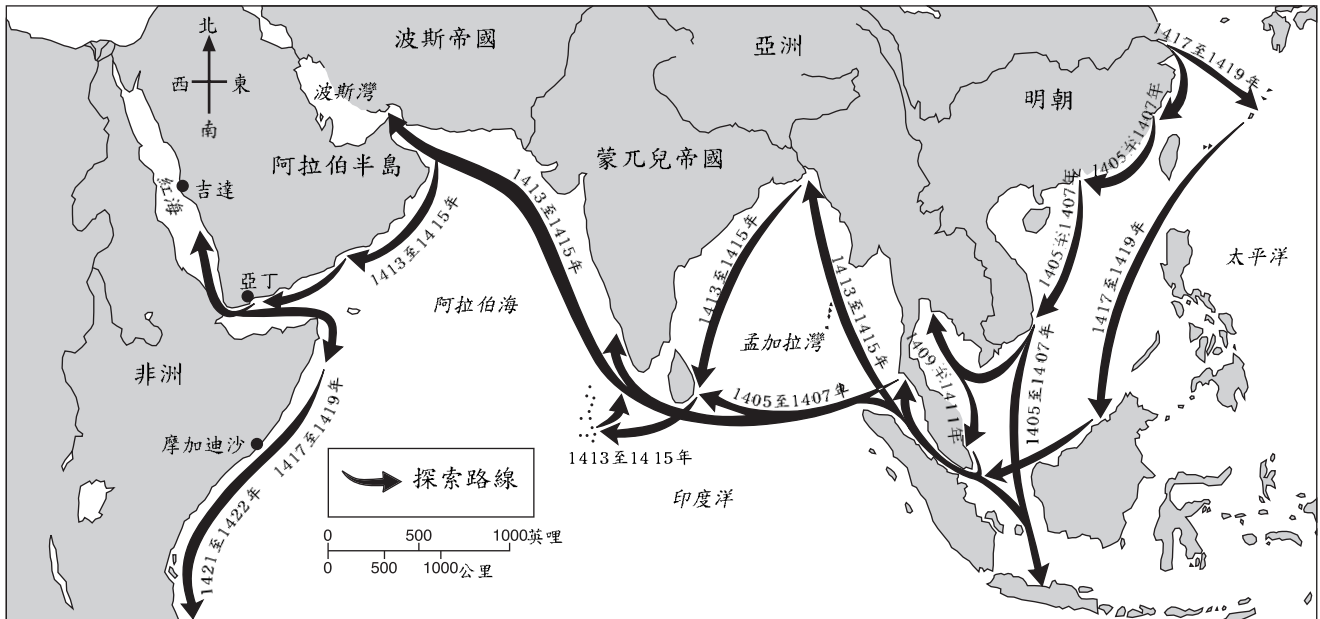 北
西
東
南
波斯帝國
亞洲
明朝
波斯灣
阿拉伯半島
蒙兀兒帝國
吉達
紅海
亞丁
阿拉伯海
孟加拉灣
太平洋
非洲
摩加迪沙
印度洋
1417至1419年
1405至1407年
1405至1407年
1417至1419年
1405至1407年
1409至1411年
1413至1415年
1413至1415年
1405至1407年
1413至1415年
1413至1415年
1413至1415年
1417至1419年
1421至1422年
探索路線
0 500 1000英哩
0 500 1000公里